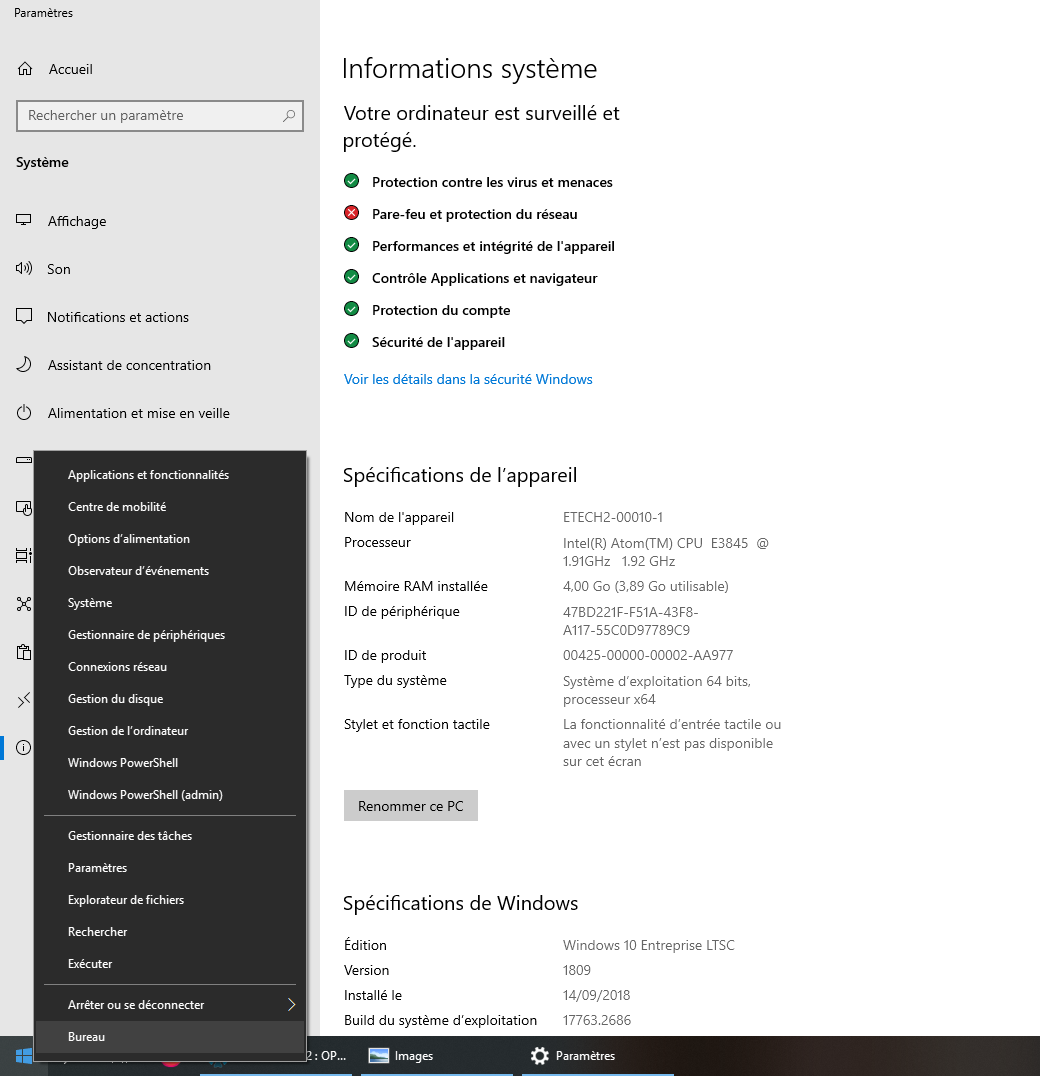 Paramètres
Accueil
Rechercher un paramètre
Système
Affichage
Son
Notifications et actions
Assistant de concentration
Alimentation et mise en veille
Applications et fonctionnalités
Centre de mobilité
Options d’alimentation
Observateur d’événements
Système
Gestionnaire de périphériques
Connexions réseau
Gestion du disque
Gestion de l’ordinateur
Windows PowerShell
Windows PowerShell (admin)
Gestionnaire des tâches
Paramètres
Explorateur de fichiers
Rechercher
Exécuter
Arrêter ou se déconnecter
Bureau
Informations système
Votre ordinateur est surveillé et
protégé.
Protection contre les virus et menaces
Pare-feu et protection du réseau
Performances et intégrité de l'appareil
Contrôle Applications et navigateur
Protection du compte
Sécurité de l'appareil
Voir les détails dans la sécurité Windows
Spécifications de l’appareil
Nom de l'appareil ETECH2-00010-1
Processeur Intel(R) Atom(TM) CPU E3845 @
1.91GHz 1.92 GHz
Mémoire RAM installée 4,00 Go (3,89 Go utilisable)
ID de périphérique 47BD221F-F51A-43F8-
A117-55C0D97789C9
ID de produit 00425-00000-00002-AA977
Type du système Système d’exploitation 64 bits,
processeur x64
Stylet et fonction tactile La fonctionnalité d’entrée tactile ou
avec un stylet n’est pas disponible
sur cet écran
Renommer ce PC
Spécifications de Windows
Édition Windows 10 Entreprise LTSC
Version 1809
Installé le 14/09/2018
Build du système d’exploitation 17763.2686
2 : OP...
Images
Paramètres